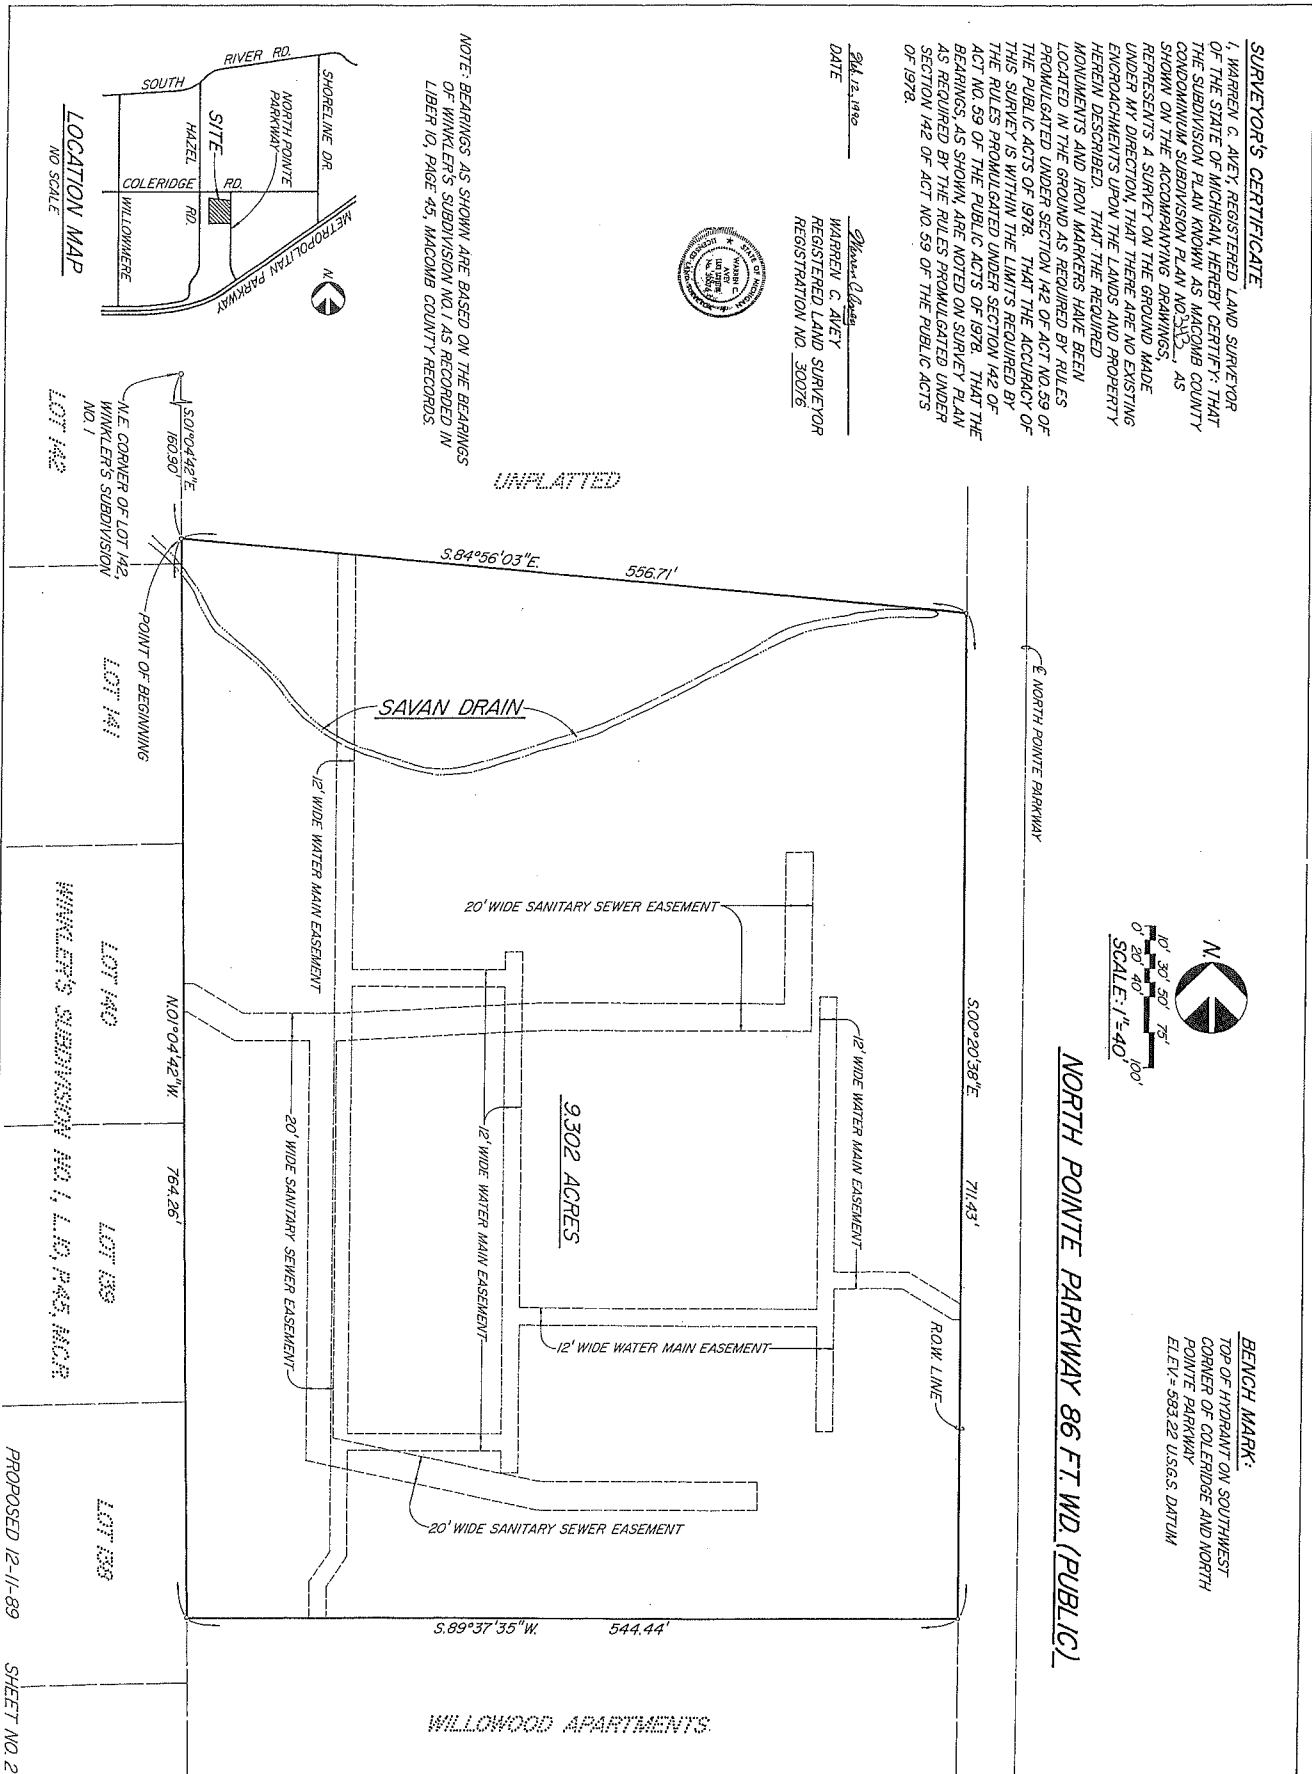 SURVEYOR'S CERTIFICATE
I, WARREN C. AVEY, REGISTERED LAND SURVEYOR
OF THE STATE OF MICHIGAN, HEREBY CERTIFY: THAT
THE SUBDIVISION PLAN KNOWN AS MACOMB COUNTY
CONDOMINIUM SUBDIVISION PLAN NO. , AS
SHOWN ON THE ACCOMPANYING DRAWINGS,
REPRESENTS A SURVEY ON THE GROUND MADE
UNDER MY DIRECTION, THAT THERE ARE NO EXISTING
ENCROACHMENTS UPON THE LANDS AND PROPERTY
HEREIN DESCRIBED. THAT THE REQUIRED
MONUMENTS AND IRON MARKERS HAVE BEEN
LOCATED IN THE GROUND AS REQUIRED BY RULES
PROMULGATED UNDER SECTION 142 OF ACT NO. 59 OF
THE PUBLIC ACTS OF 1978. THAT THE ACCURACY OF
THIS SURVEY IS WITHIN THE LIMITS REQUIRED BY
THE RULES PROMULGATED UNDER SECTION 142 OF
ACT NO. 59 OF THE PUBLIC ACTS OF 1978. THAT THE
BEARINGS, AS SHOWN, ARE NOTED ON SURVEY PLAN
AS REQUIRED BY THE RULES PROMULGATED UNDER
SECTION 142 OF ACT NO. 59 OF THE PUBLIC ACTS
OF 1978.
Feb. 12, 1990
DATE
WARREN C. AVEY
REGISTERED LAND SURVEYOR
REGISTRATION NO. 30076
STATE OF MICHIGAN
WARREN C.
AVEY
NOTE: BEARINGS AS SHOWN ARE BASED ON THE BEARINGS
OF WINKLER'S SUBDIVISION NO. 1 AS RECORDED IN
LIBER 10, PAGE 45, MACOMB COUNTY RECORDS.
SHORELINE DR.
RIVER RD.
SOUTH
NORTH POINTE
PARKWAY
SITE
HAZEL RD.
COLERIDGE RD.
WILLOWMERE
METROPOLITAN PARKWAY
N.
LOCATION MAP
NO SCALE
BENCH MARK:
TOP OF HYDRANT ON SOUTHWEST
CORNER OF COLERIDGE AND NORTH
POINTE PARKWAY
ELEV.= 583.22 U.S.G.S. DATUM
N.
10' 30' 50' 75'
0' 20' 40' 100'
SCALE: 1"=40'
NORTH POINTE PARKWAY 86 FT. WD. (PUBLIC)
℄ NORTH POINTE PARKWAY
S.00°20'38"E. 711.43'
R.O.W. LINE
UNPLATTED
S.84°56'03"E. 556.71'
SAVAN DRAIN
20' WIDE SANITARY SEWER EASEMENT
12' WIDE WATER MAIN EASEMENT
12' WIDE WATER MAIN EASEMENT
9.302 ACRES
12' WIDE WATER MAIN EASEMENT
12' WIDE WATER MAIN EASEMENT
20' WIDE SANITARY SEWER EASEMENT
20' WIDE SANITARY SEWER EASEMENT
S.89°37'35"W. 544.44'
WILLOWOOD APARTMENTS
S.01°04'42"E.
160.90'
N.E. CORNER OF LOT 142,
WINKLER'S SUBDIVISION
NO. 1
POINT OF BEGINNING
N.01°04'42"W. 764.26'
LOT 142
LOT 141
LOT 140
LOT 139
LOT 138
WINKLER'S SUBDIVISION NO. 1, L.10, P.45, M.C.R.
PROPOSED 12-11-89 SHEET NO. 2